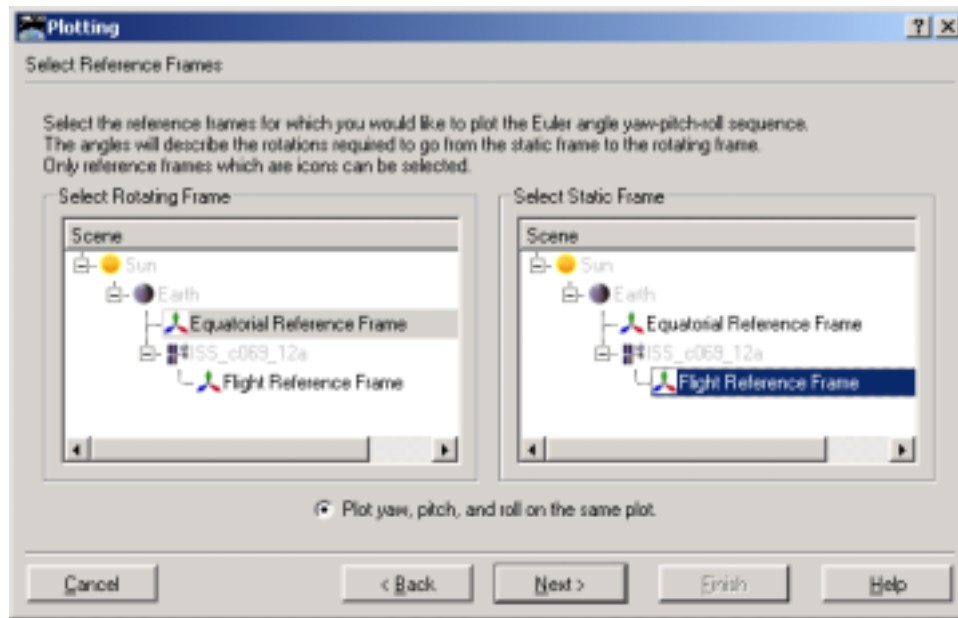 Plotting
Select Reference Frames
Select the reference frames for which you would like to plot the Euler angle yaw-pitch-roll sequence.
The angles will describe the rotations required to go from the static frame to the rotating frame.
Only reference frames which are icons can be selected.
Select Rotating Frame
Scene
Sun
Earth
Equatorial Reference Frame
ISS_c069_12a
Flight Reference Frame
Select Static Frame
Scene
Sun
Earth
Equatorial Reference Frame
ISS_c069_12a
Flight Reference Frame
Plot yaw, pitch, and roll on the same plot.
Cancel
< Back
Next >
Finish
Help